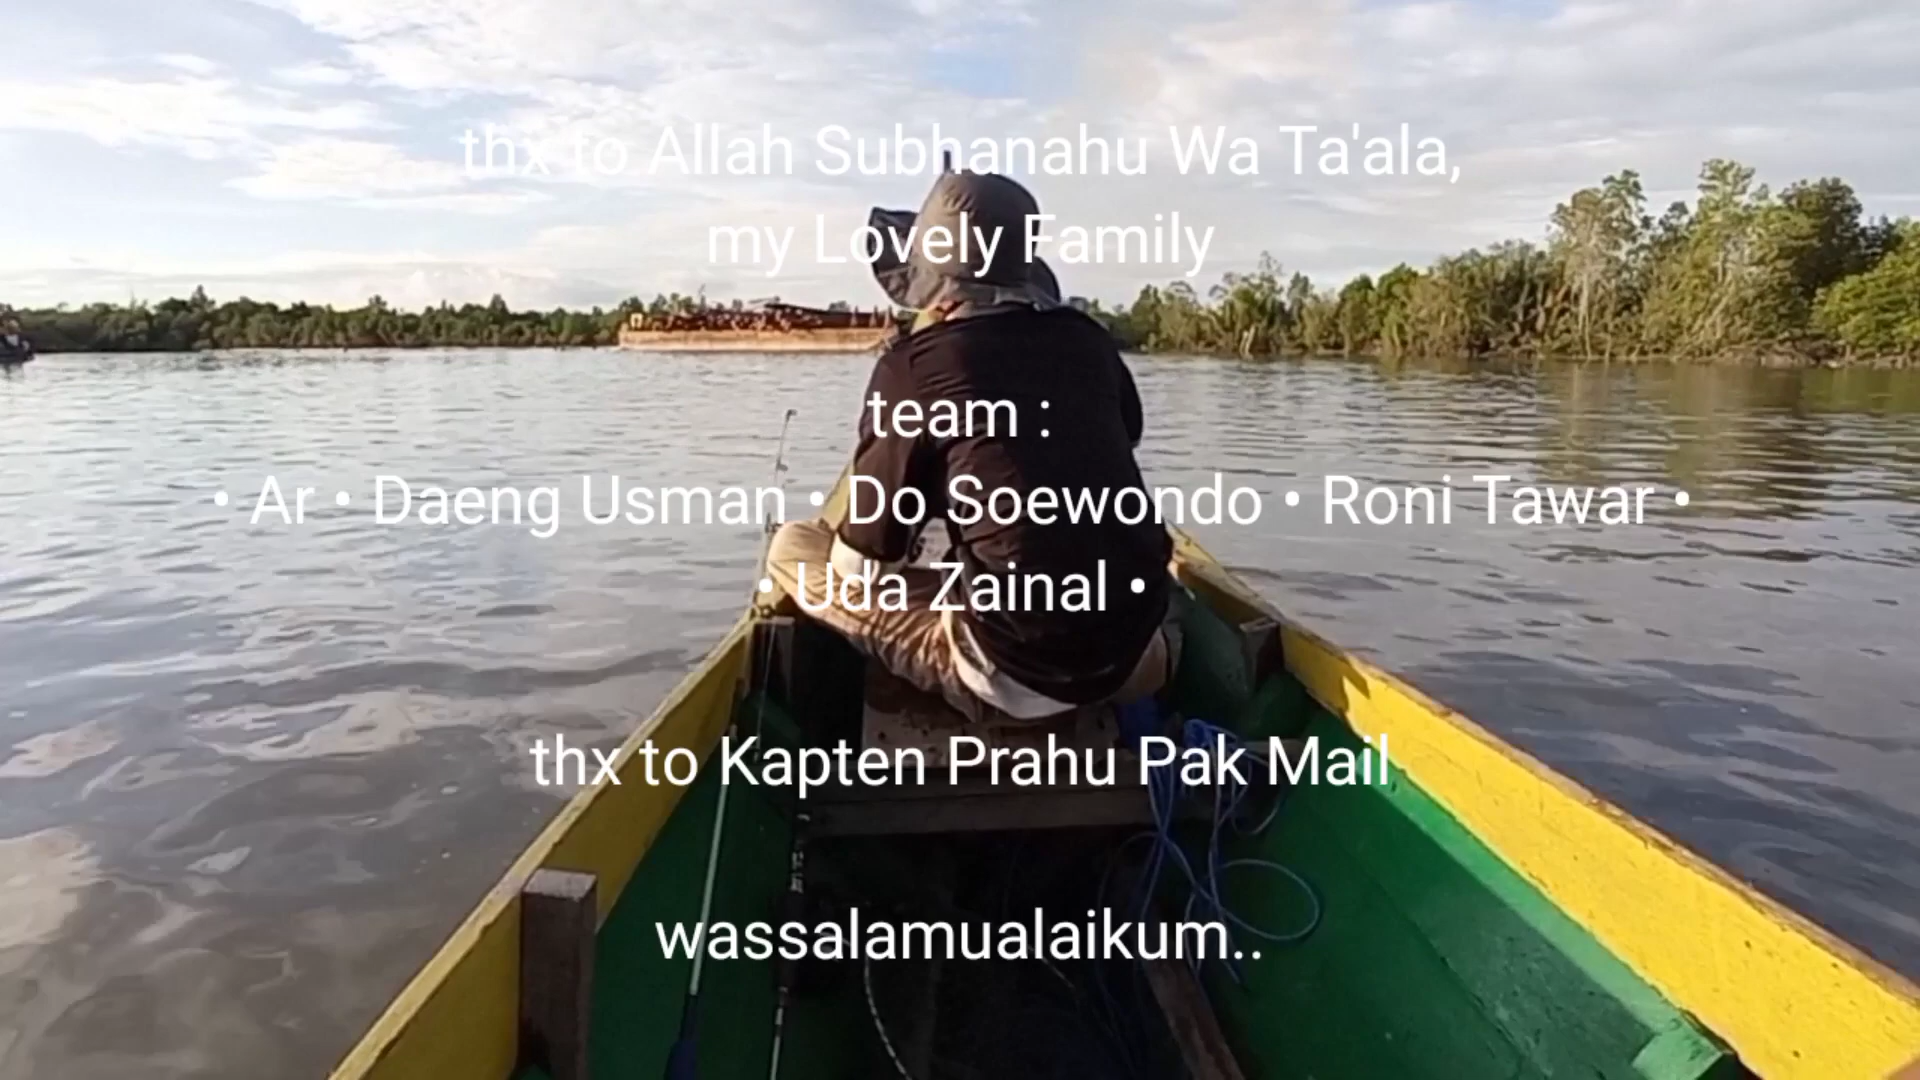 thx to Allah Subhanahu Wa Ta'ala,
my Lovely Family
team :
• Ar • Daeng Usman • Do Soewondo • Roni Tawar •
• Uda Zainal •
thx to Kapten Prahu Pak Mail
wassalamualaikum..